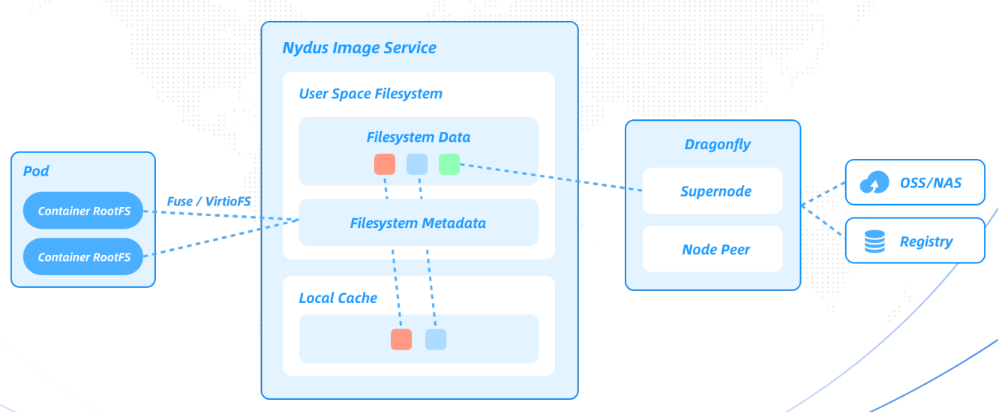 Nydus Image Service
User Space Filesystem
Filesystem Data
Filesystem Metadata
Local Cache
Pod
Container RootFS
Container RootFS
Fuse / VirtioFS
Dragonfly
Supernode
Node Peer
OSS/NAS
Registry